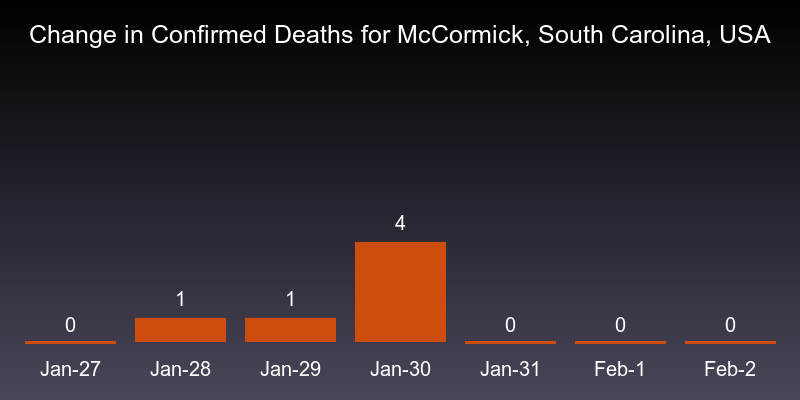 Change in Confirmed Deaths for McCormick, South Carolina, USA
4
1 1
0 0 0 0
Jan-27 Jan-28 Jan-29 Jan-30 Jan-31 Feb-1 Feb-2